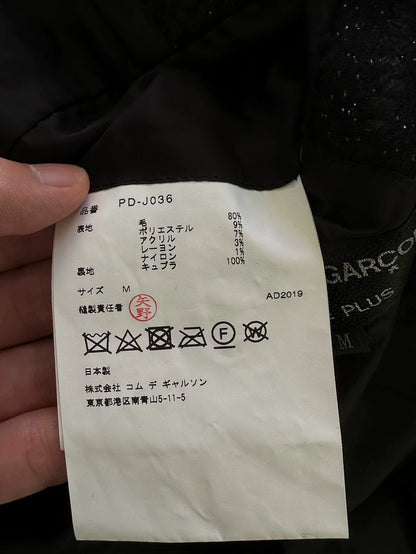 品番 PD-J036
表地 毛 80%
ポリエステル 9%
アクリル 7%
レーヨン 3%
ナイロン 1%
裏地 キュプラ 100%
サイズ M
縫製責任者 矢野 AD2019
F W
日本製
株式会社 コム デ ギャルソン
東京都港区南青山5-11-5
GARCO
PLUS
M